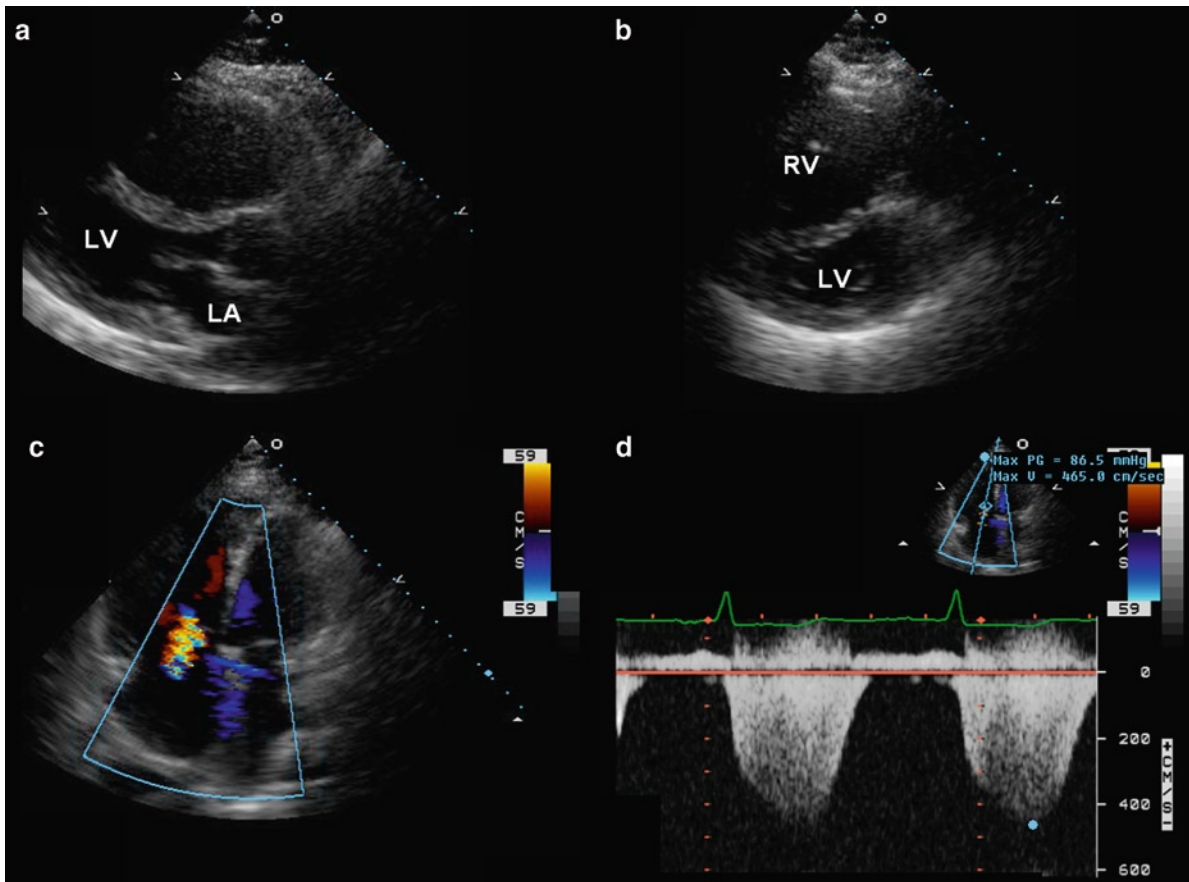 a
b
LV
LA
RV
LV
c
59
CM/S
59
d
Max PG = 86.5 mmHg
Max V = 465.0 cm/sec
CM/S
59
0
200
400
600
+CM/S